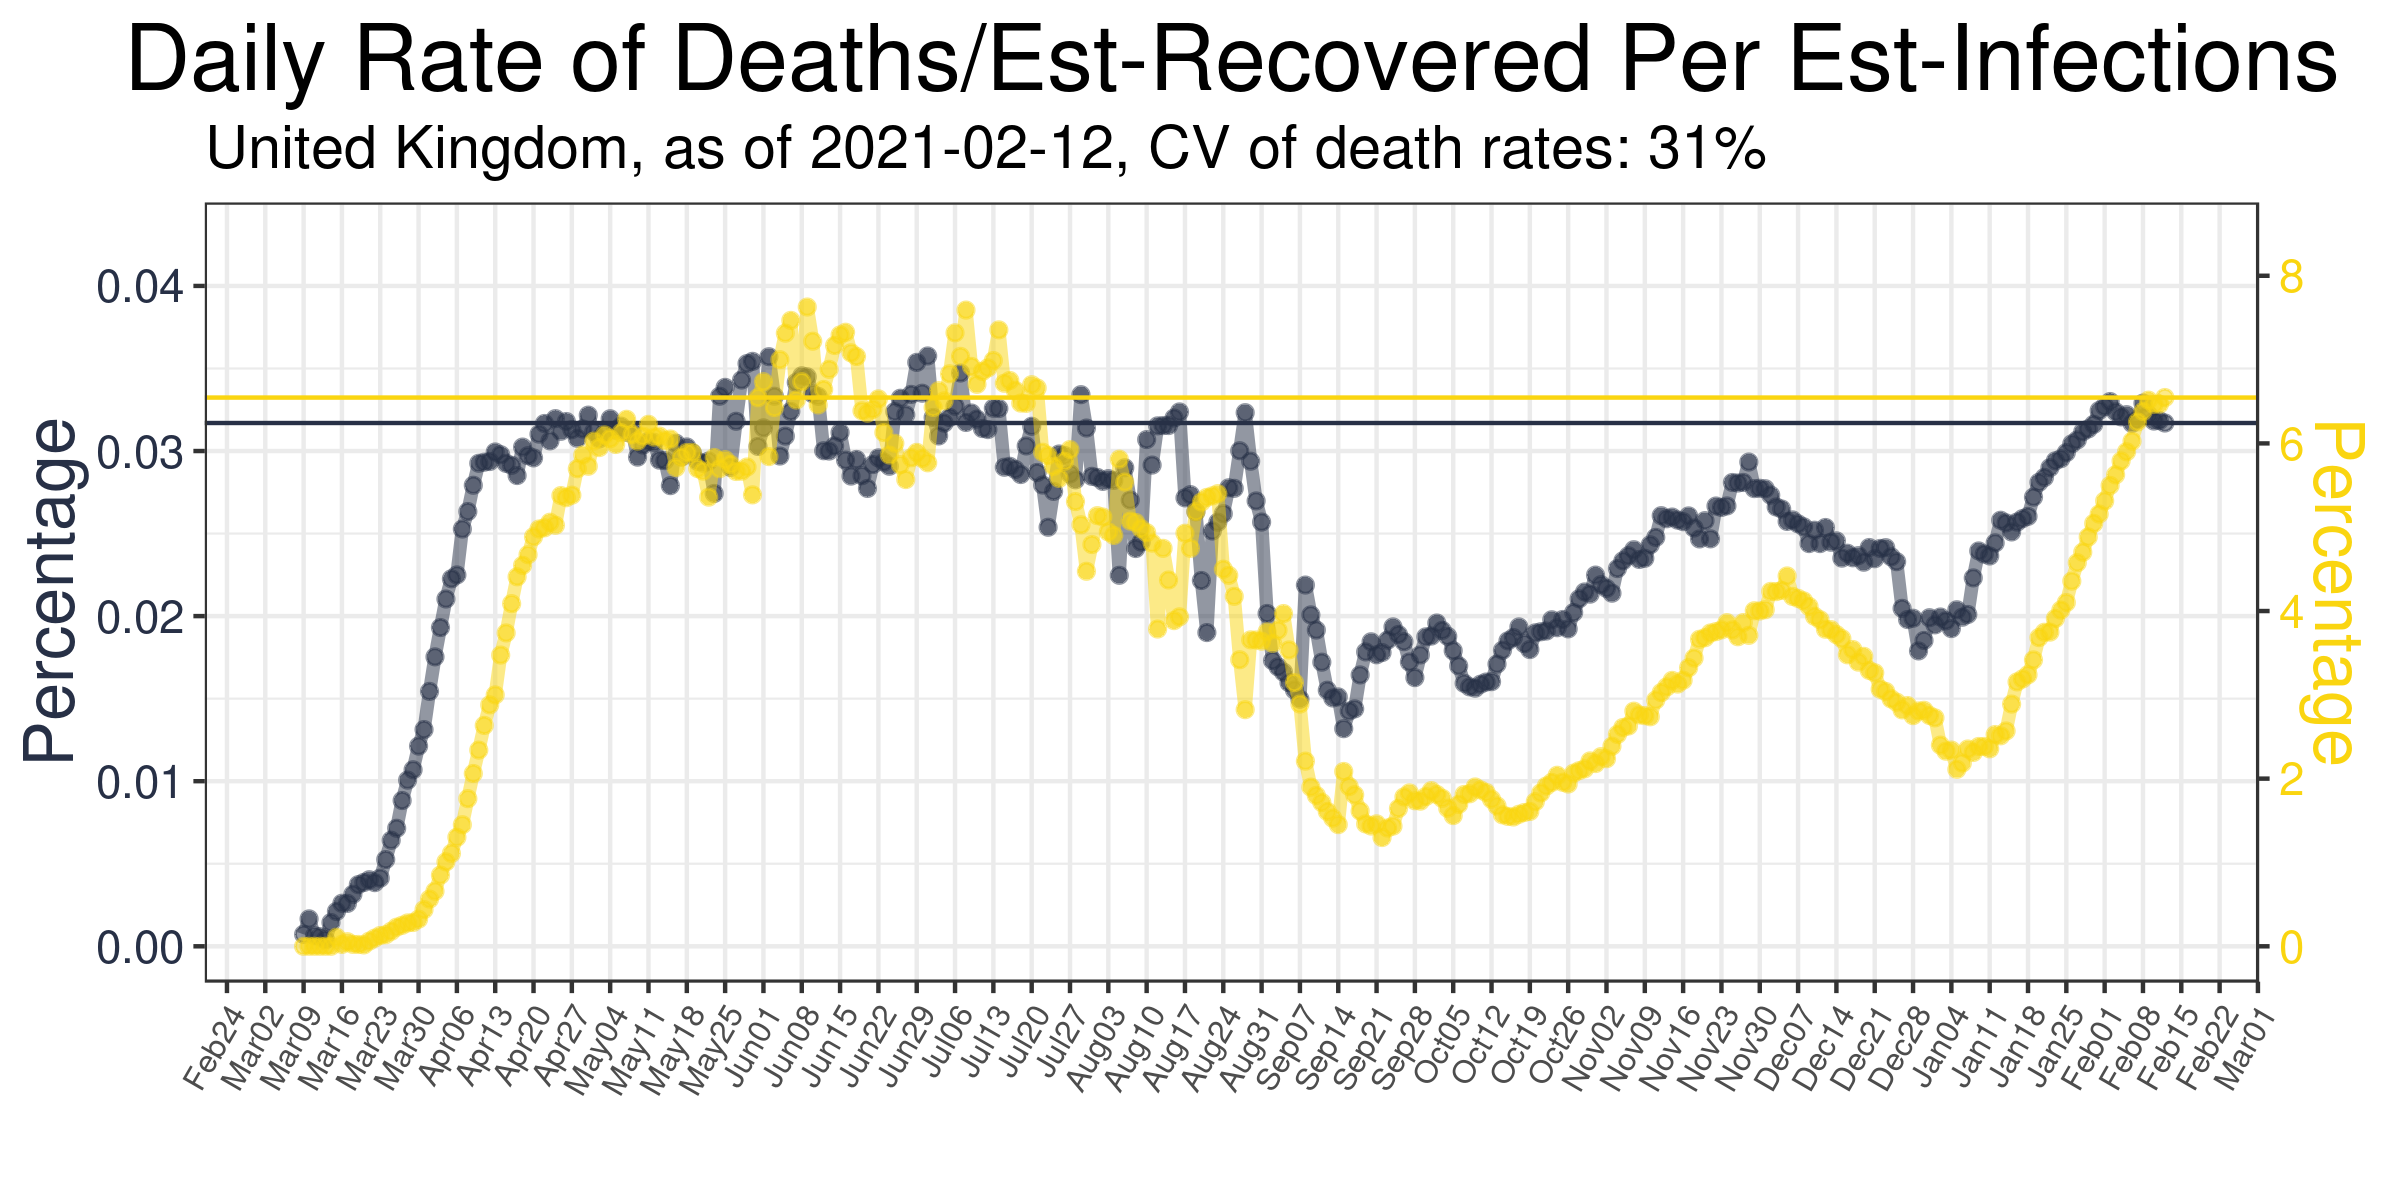 Daily Rate of Deaths/Est-Recovered Per Est-Infections
United Kingdom, as of 2021-02-12, CV of death rates: 31%
Percentage
0.04
0.03
0.02
0.01
0.00
8
6
4
2
0
Percentage
Feb24
Mar02
Mar09
Mar16
Mar23
Mar30
Apr06
Apr13
Apr20
Apr27
May04
May11
May18
May25
Jun01
Jun08
Jun15
Jun22
Jun29
Jul06
Jul13
Jul20
Jul27
Aug03
Aug10
Aug17
Aug24
Aug31
Sep07
Sep14
Sep21
Sep28
Oct05
Oct12
Oct19
Oct26
Nov02
Nov09
Nov16
Nov23
Nov30
Dec07
Dec14
Dec21
Dec28
Jan04
Jan11
Jan18
Jan25
Feb01
Feb08
Feb15
Feb22
Mar01